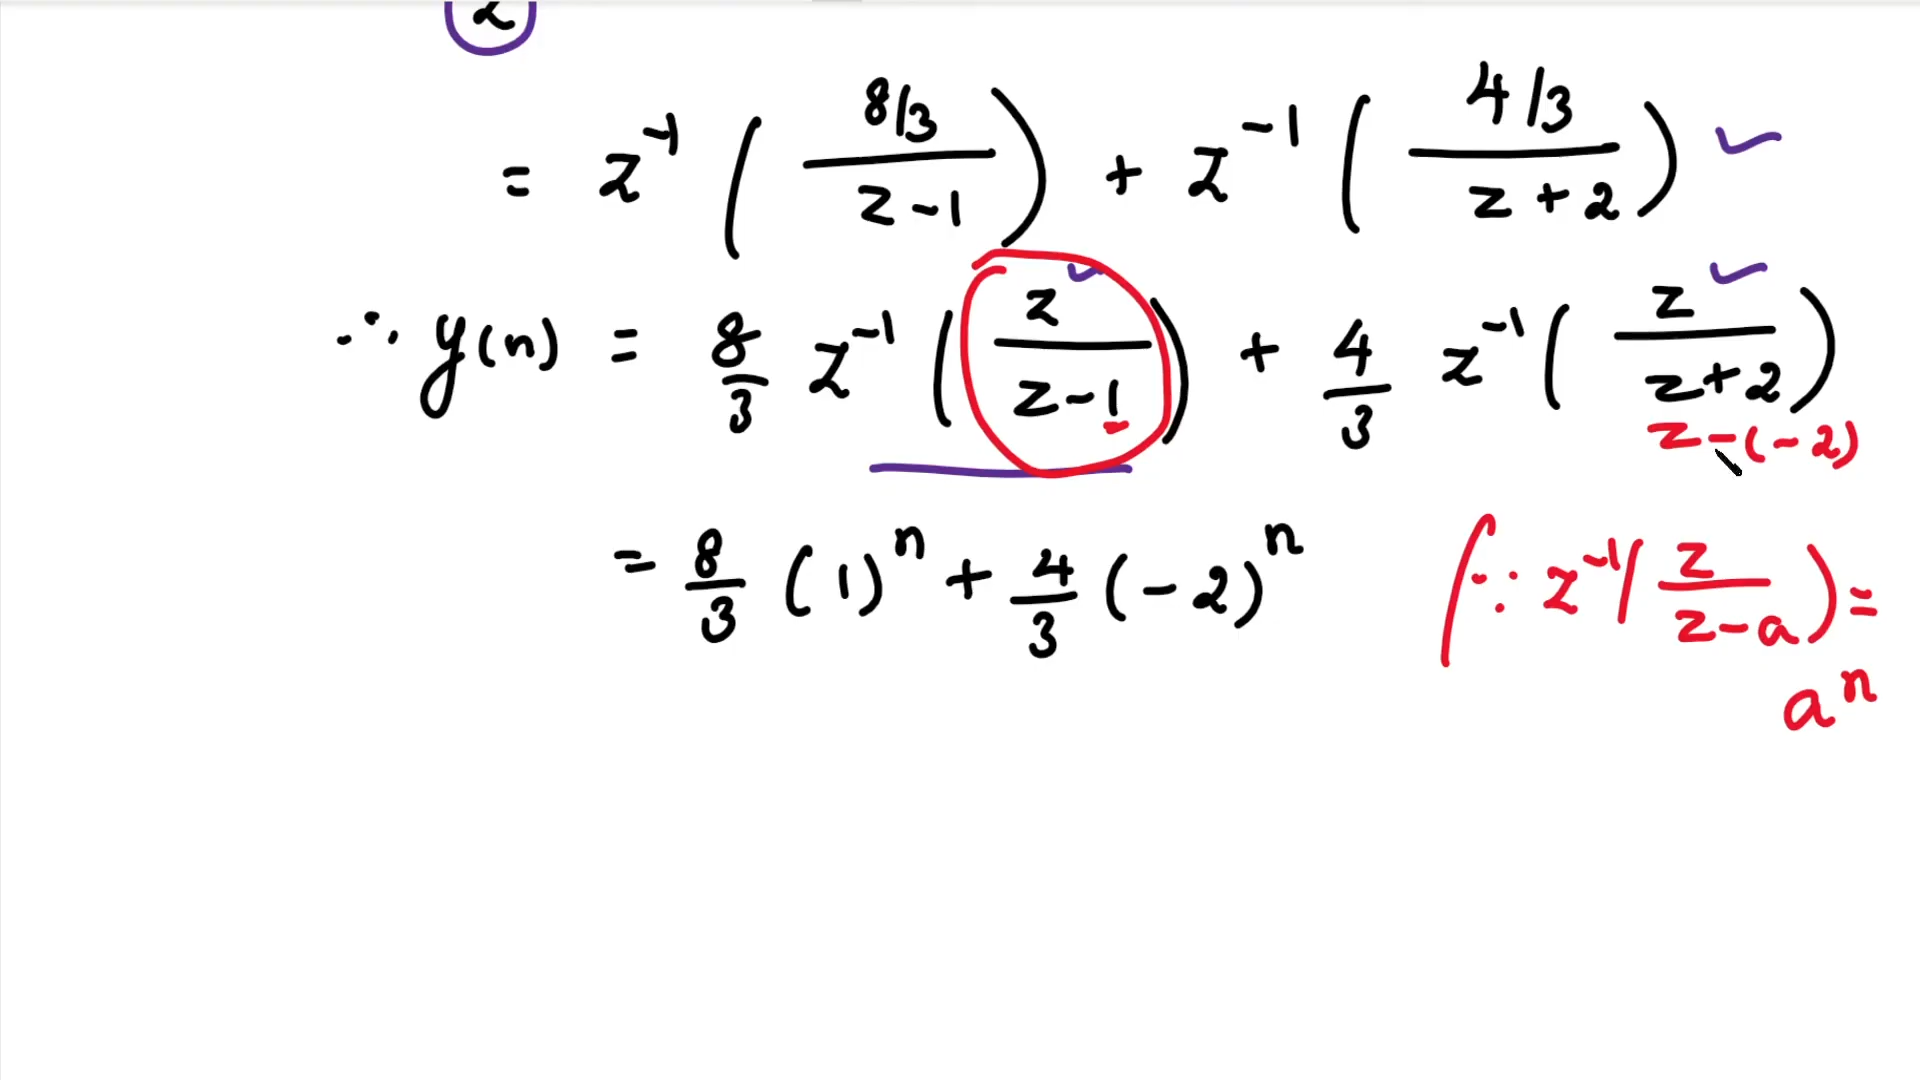 z
= z⁻¹ ( 8/3 / z-1 ) + z⁻¹ ( 4/3 / z+2 )
∴ y(n) = 8/3 z⁻¹ ( z / z-1 ) + 4/3 z⁻¹ ( z / z+2 )
z-(-2)
= 8/3 (1)ⁿ + 4/3 (-2)ⁿ ( ∵ z⁻¹( z / z-a ) =
aⁿ